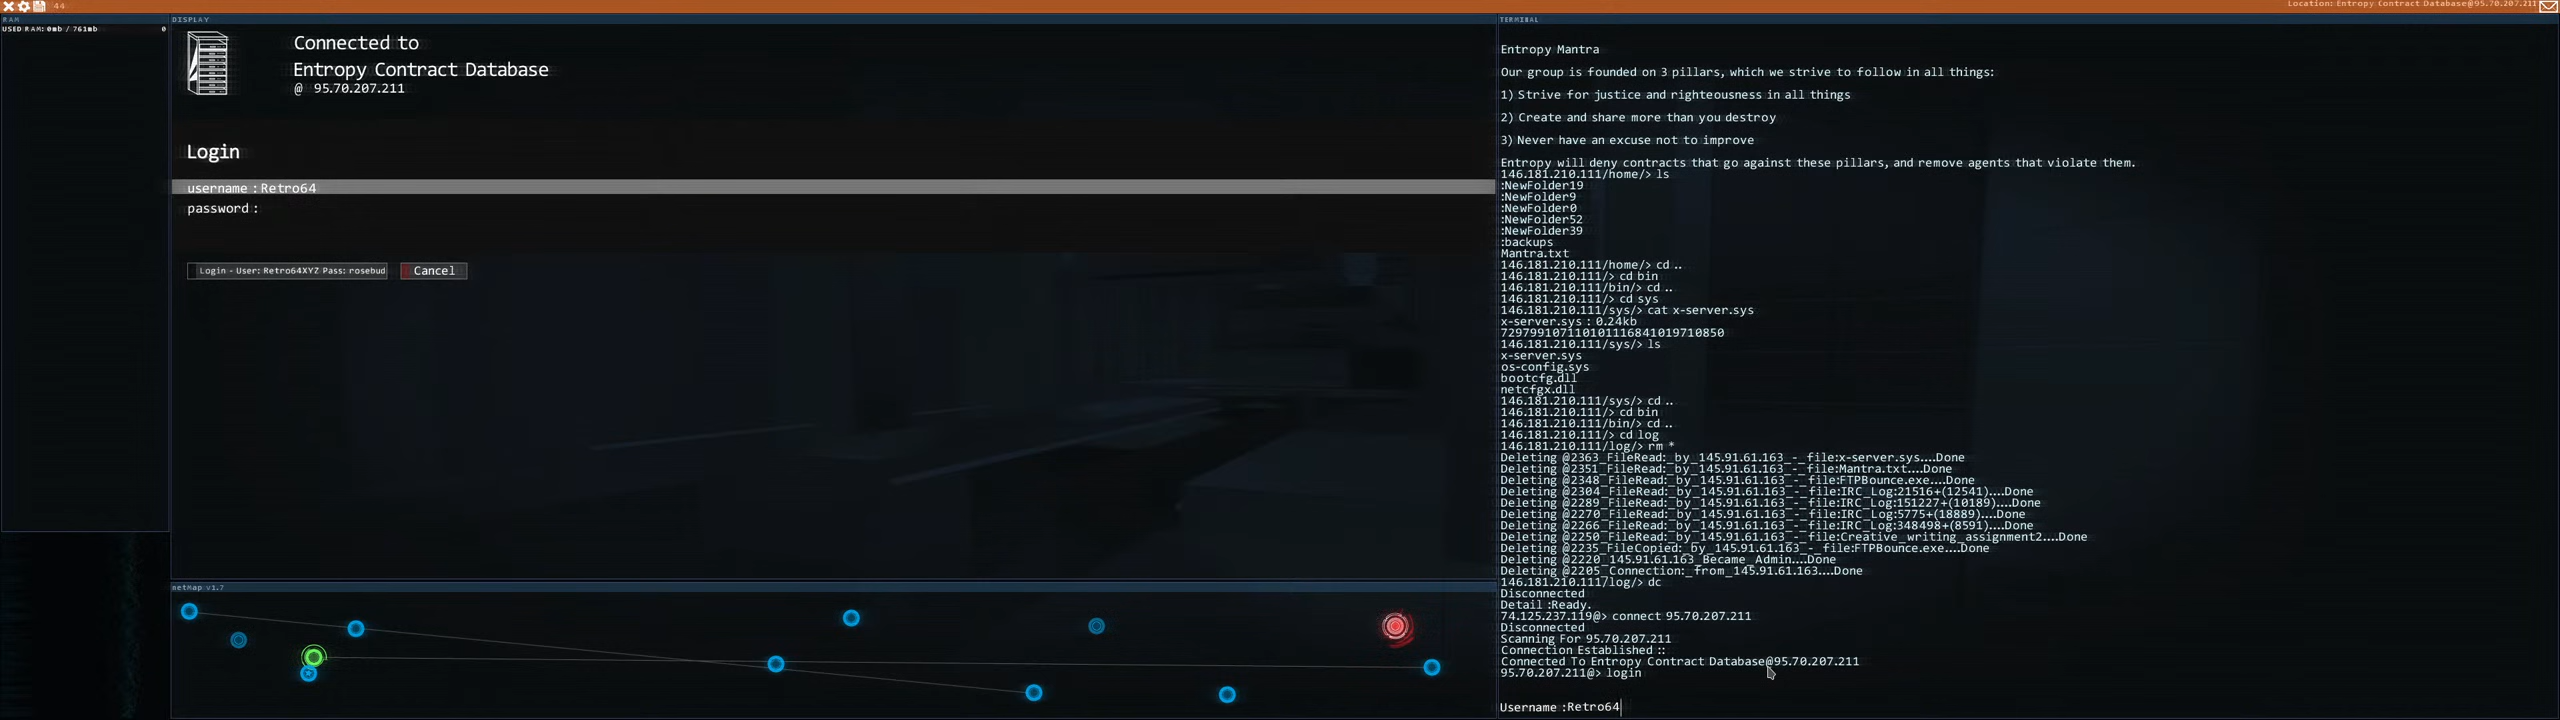 44
Location: Entropy Contract Database@95.70.207.211
RAM
USED RAM: 0mb / 761mb
0
DISPLAY
Connected to
Entropy Contract Database
@ 95.70.207.211
Login
username :Retro64
password :
Login - User: Retro64XYZ Pass: rosebud
Cancel
netMap v1.7
TERMINAL
Entropy Mantra
Our group is founded on 3 pillars, which we strive to follow in all things:
1) Strive for justice and righteousness in all things
2) Create and share more than you destroy
3) Never have an excuse not to improve
Entropy will deny contracts that go against these pillars, and remove agents that violate them.
146.181.210.111/home/> ls
:NewFolder19
:NewFolder9
:NewFolder0
:NewFolder52
:NewFolder39
:backups
Mantra.txt
146.181.210.111/home/> cd ..
146.181.210.111/> cd bin
146.181.210.111/bin/> cd ..
146.181.210.111/> cd sys
146.181.210.111/sys/> cat x-server.sys
x-server.sys : 0.24kb
72979910711010111684101971085​0
146.181.210.111/sys/> ls
x-server.sys
os-config.sys
bootcfg.dll
netcfgx.dll
146.181.210.111/sys/> cd ..
146.181.210.111/> cd bin
146.181.210.111/bin/> cd ..
146.181.210.111/> cd log
146.181.210.111/log/> rm *
Deleting @2363_FileRead:_by_145.91.61.163_-_file:x-server.sys....Done
Deleting @2351_FileRead:_by_145.91.61.163_-_file:Mantra.txt....Done
Deleting @2348_FileRead:_by_145.91.61.163_-_file:FTPBounce.exe....Done
Deleting @2304_FileRead:_by_145.91.61.163_-_file:IRC_Log:21516+(12541)....Done
Deleting @2289_FileRead:_by_145.91.61.163_-_file:IRC_Log:151227+(10189)....Done
Deleting @2270_FileRead:_by_145.91.61.163_-_file:IRC_Log:5775+(18889)....Done
Deleting @2266_FileRead:_by_145.91.61.163_-_file:IRC_Log:348498+(8591)....Done
Deleting @2250_FileRead:_by_145.91.61.163_-_file:Creative_writing_assignment2....Done
Deleting @2235_FileCopied:_by_145.91.61.163_-_file:FTPBounce.exe....Done
Deleting @2220_145.91.61.163_Became_Admin....Done
Deleting @2205_Connection:_from_145.91.61.163....Done
146.181.210.111/log/> dc
Disconnected
Detail :Ready.
74.125.237.119@> connect 95.70.207.211
Disconnected
Scanning For 95.70.207.211
Connection Established ::
Connected To Entropy Contract Database@95.70.207.211
95.70.207.211@> login
Username :Retro64